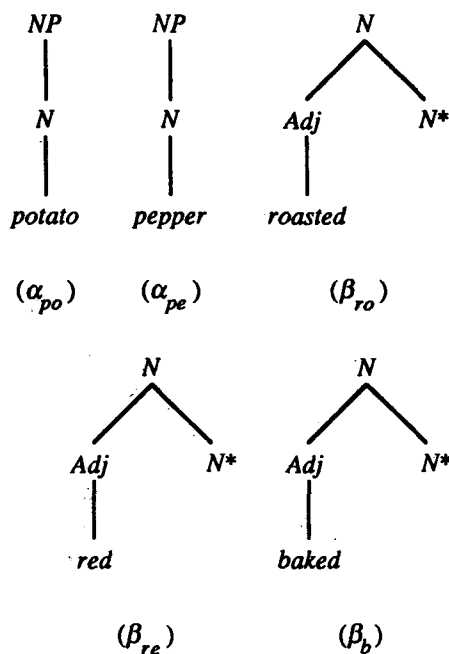 NP NP N
N N Adj N*
potato pepper roasted
(α_po) (α_pe) (β_ro)
N N
Adj N* Adj N*
red baked
(β_re) (β_b)